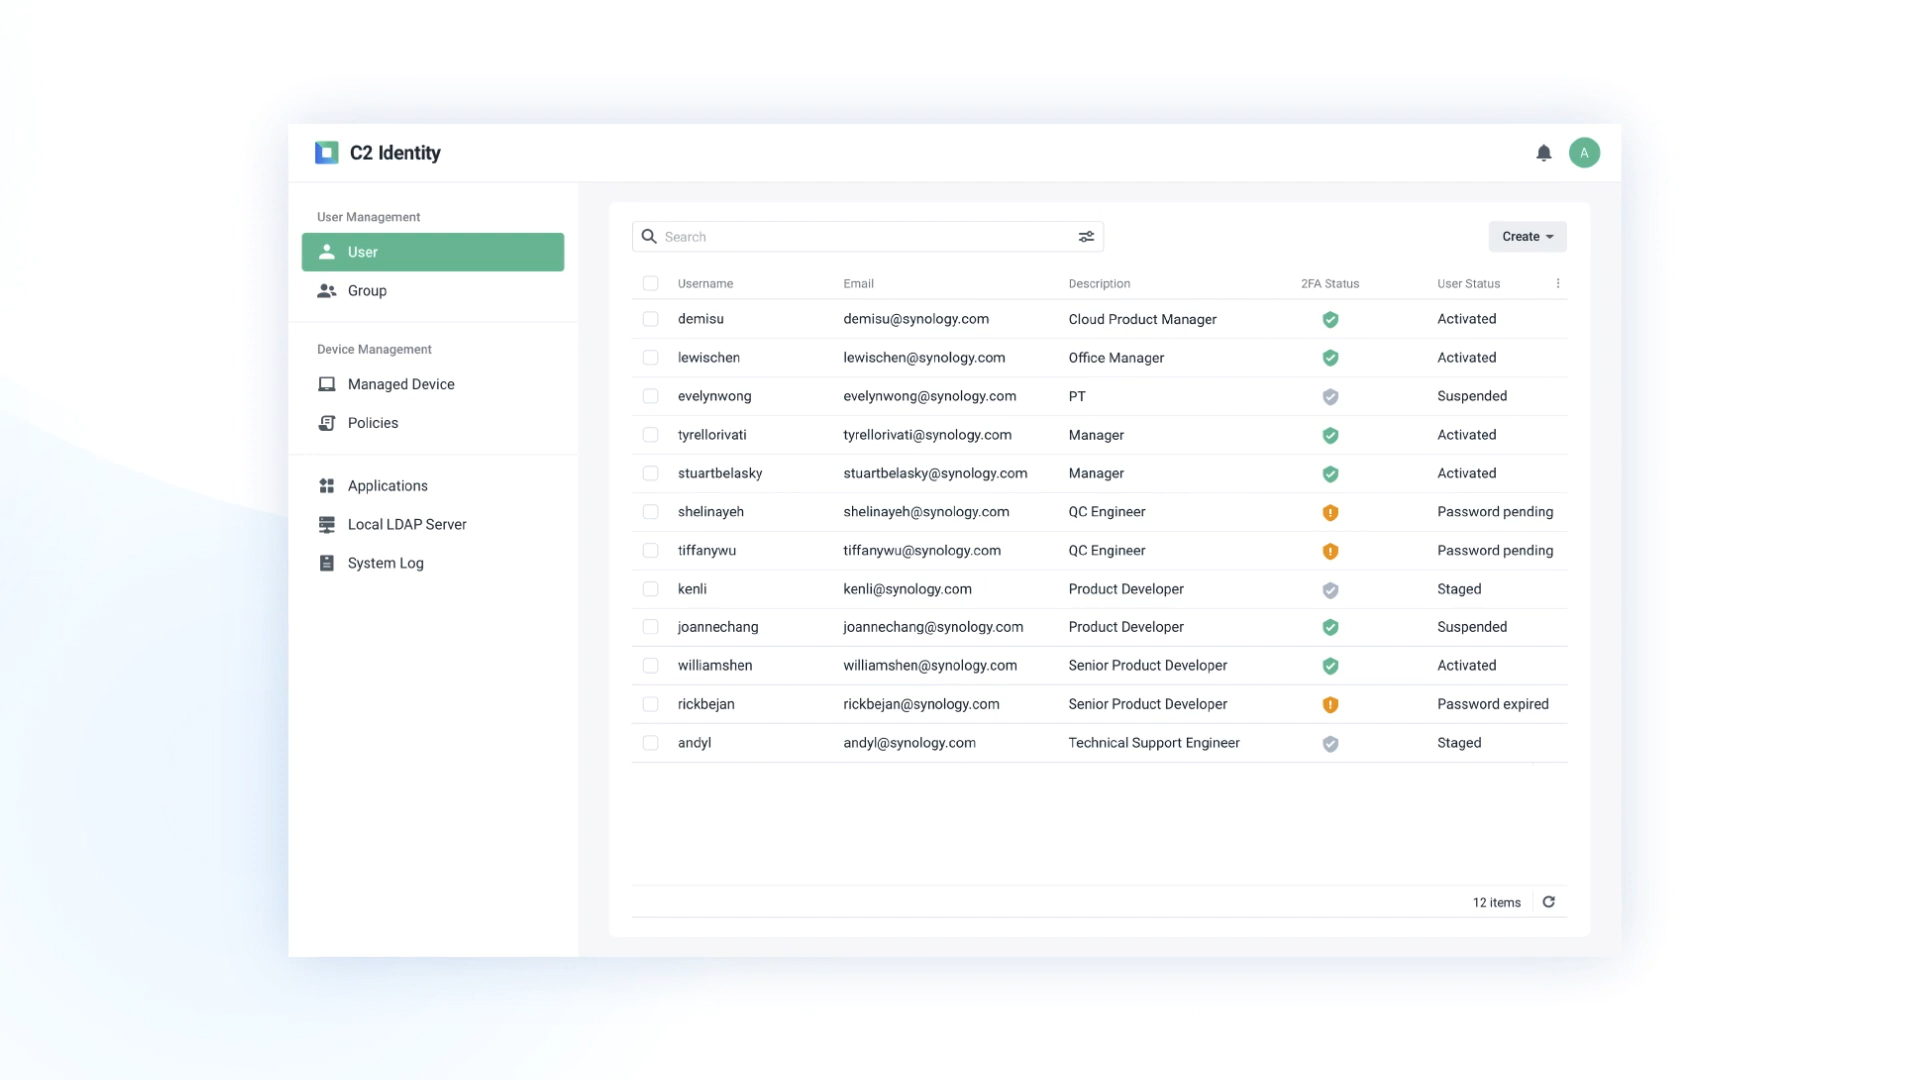 C2 Identity
A
User Management
User
Group
Device Management
Managed Device
Policies
Applications
Local LDAP Server
System Log
Search
Create
Username Email Description 2FA Status User Status
demisu demisu@synology.com Cloud Product Manager Activated
lewischen lewischen@synology.com Office Manager Activated
evelynwong evelynwong@synology.com PT Suspended
tyrellorivati tyrellorivati@synology.com Manager Activated
stuartbelasky stuartbelasky@synology.com Manager Activated
shelinayeh shelinayeh@synology.com QC Engineer Password pending
tiffanywu tiffanywu@synology.com QC Engineer Password pending
kenli kenli@synology.com Product Developer Staged
joannechang joannechang@synology.com Product Developer Suspended
williamshen williamshen@synology.com Senior Product Developer Activated
rickbejan rickbejan@synology.com Senior Product Developer Password expired
andyl andyl@synology.com Technical Support Engineer Staged
12 items